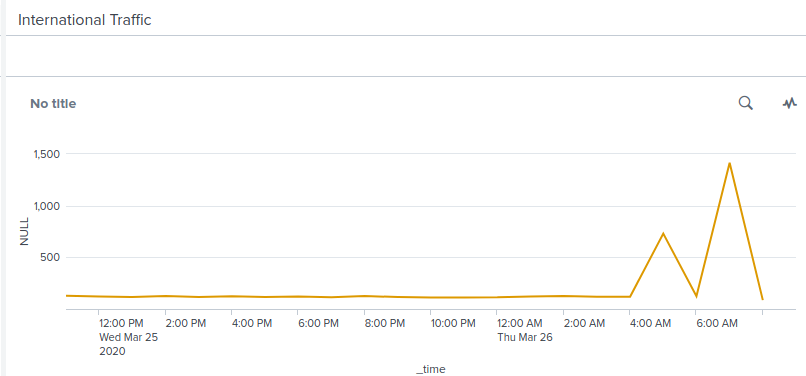 International Traffic
No title
1,500
1,000
500
NULL
12:00 PM 2:00 PM 4:00 PM 6:00 PM 8:00 PM 10:00 PM 12:00 AM 2:00 AM 4:00 AM 6:00 AM
Wed Mar 25 Thu Mar 26
2020
_time